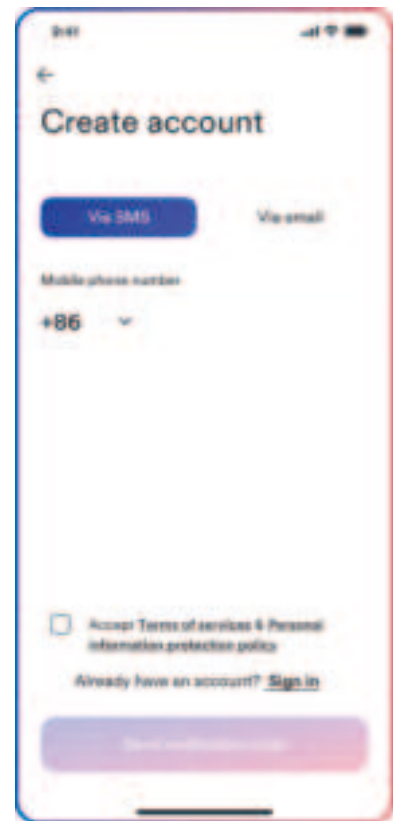 9:41
Create account
Via SMS
Via email
Mobile phone number
+86
Accept Terms of services & Personal
information protection policy
Already have an account? Sign in